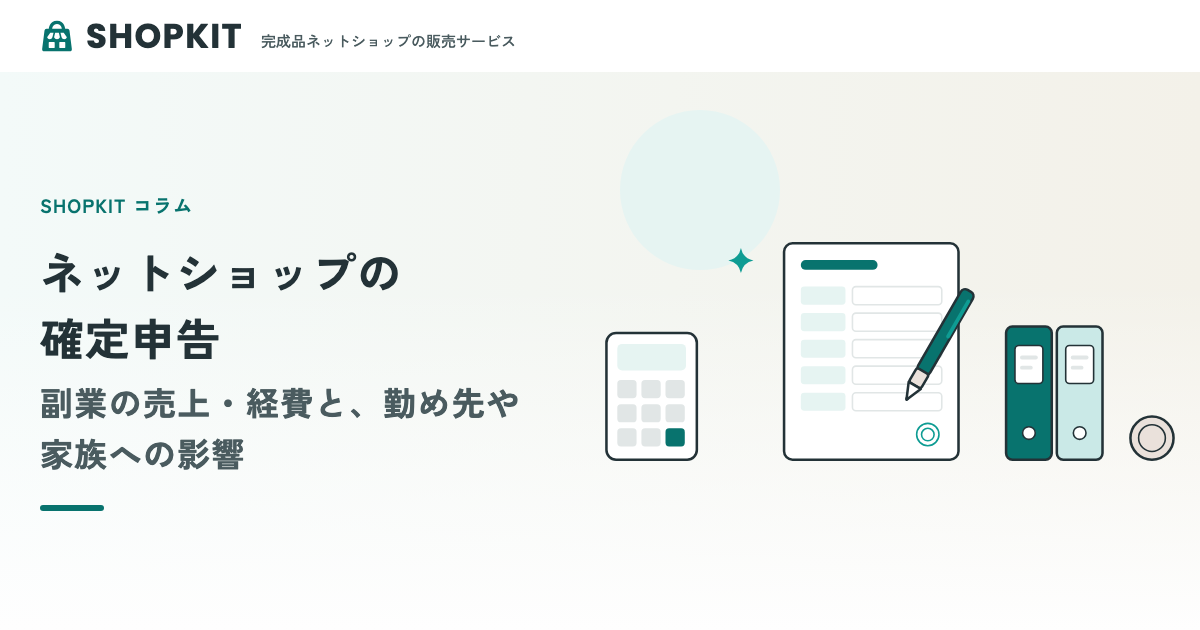 SHOPKIT 完成品ネットショップの販売サービス
SHOPKIT コラム
ネットショップの
確定申告
副業の売上・経費と、勤め先や
家族への影響